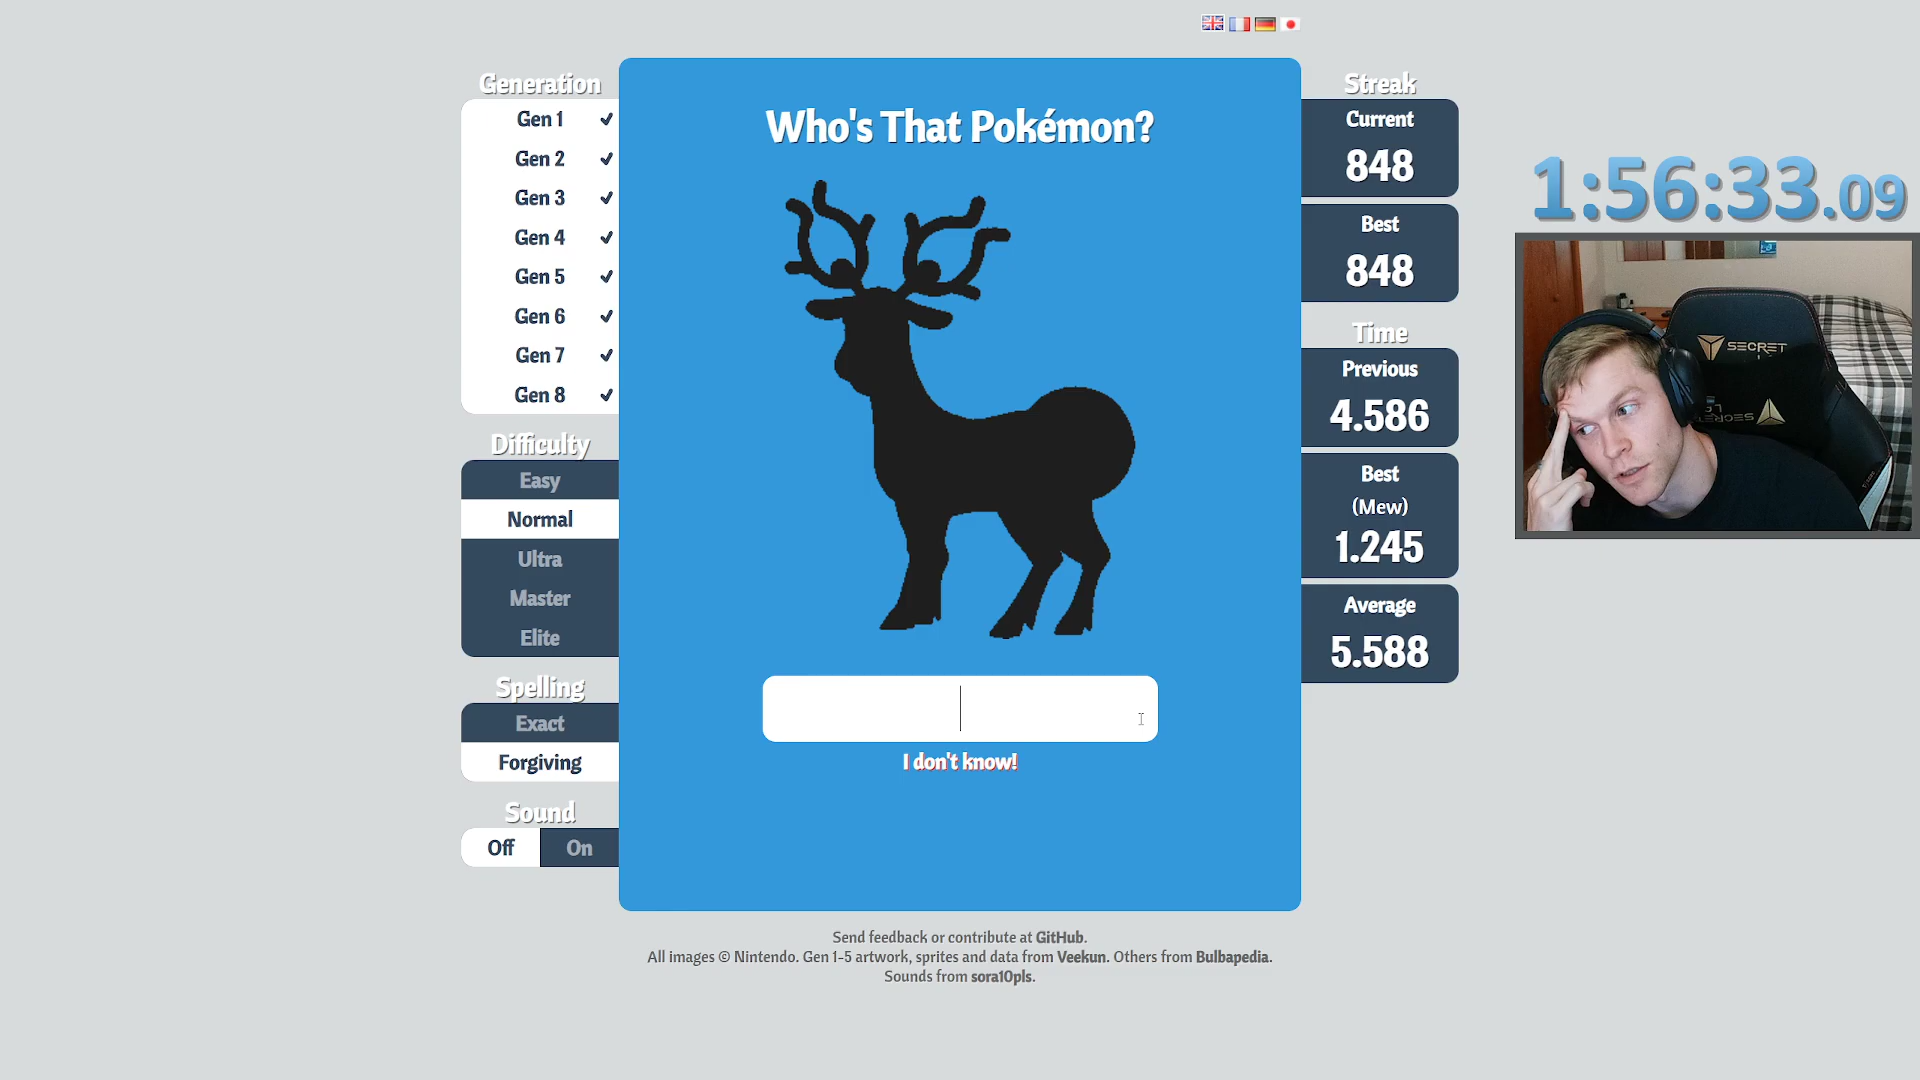 Generation
Gen 1
Gen 2
Gen 3
Gen 4
Gen 5
Gen 6
Gen 7
Gen 8
Difficulty
Easy
Normal
Ultra
Master
Elite
Spelling
Exact
Forgiving
Sound
Off On
Who's That Pokémon?
I don't know!
Streak
Current
848
Best
848
Time
Previous
4.586
Best
(Mew)
1.245
Average
5.588
1:56:33.09
SECRET
Send feedback or contribute at GitHub.
All images © Nintendo. Gen 1-5 artwork, sprites and data from Veekun. Others from Bulbapedia.
Sounds from sora10pls.